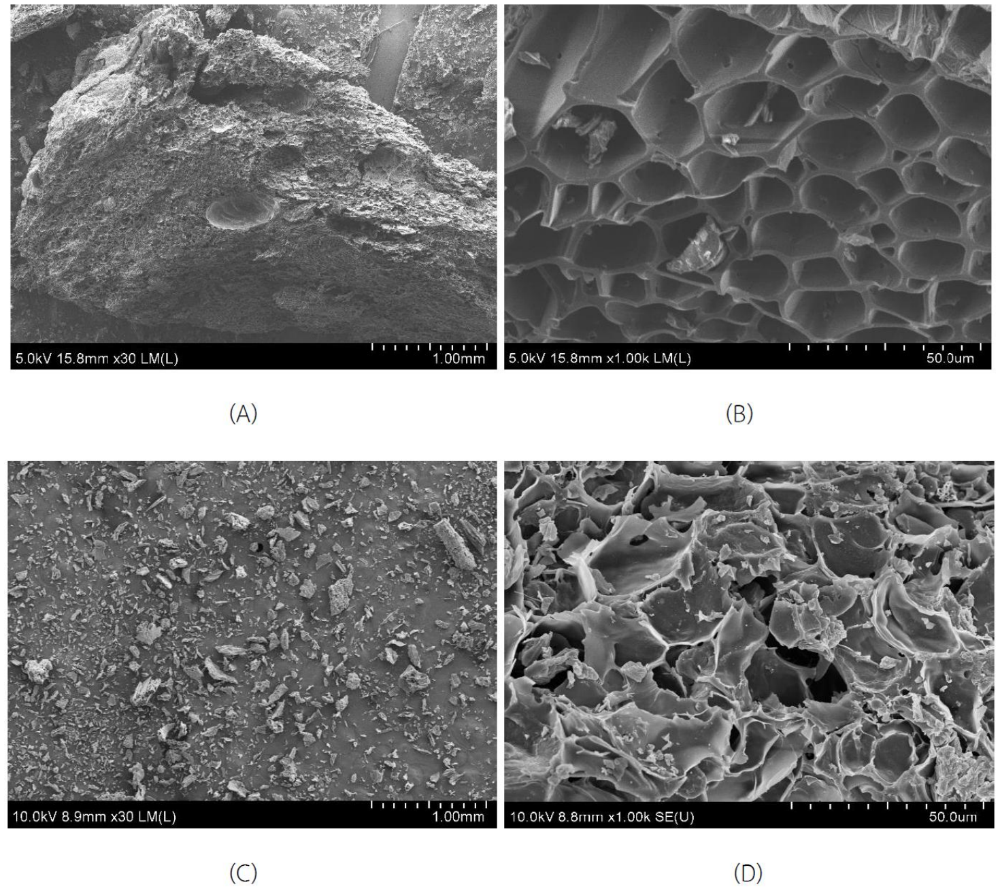 5.0kV 15.8mm x30 LM(L) 1.00mm
5.0kV 15.8mm x1.00k LM(L) 50.0um
(A)
(B)
10.0kV 8.9mm x30 LM(L) 1.00mm
10.0kV 8.8mm x1.00k SE(U) 50.0um
(C)
(D)